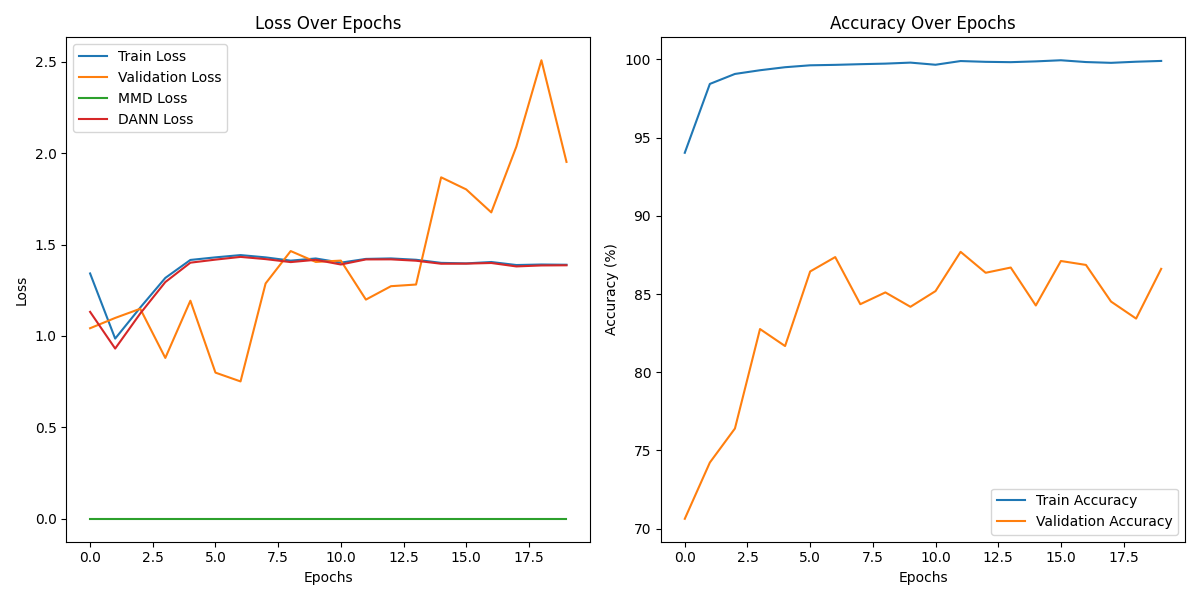 Loss Over Epochs
Train Loss
Validation Loss
MMD Loss
DANN Loss
2.5
2.0
1.5
1.0
0.5
0.0
Loss
0.0 2.5 5.0 7.5 10.0 12.5 15.0 17.5
Epochs
Accuracy Over Epochs
100
95
90
85
80
75
70
Accuracy (%)
Train Accuracy
Validation Accuracy
0.0 2.5 5.0 7.5 10.0 12.5 15.0 17.5
Epochs